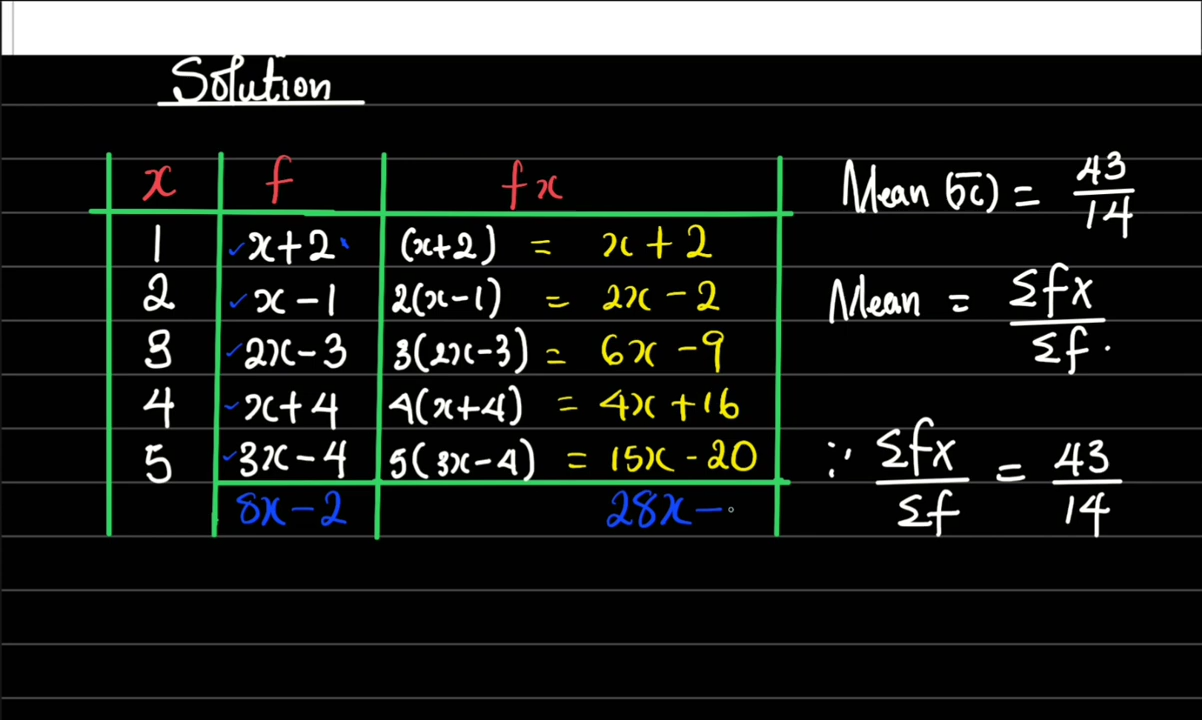 Solution
x f fx
1 x+2 (x+2) = x+2
2 x-1 2(x-1) = 2x-2
3 2x-3 3(2x-3) = 6x-9
4 x+4 4(x+4) = 4x+16
5 3x-4 5(3x-4) = 15x-20
8x-2 28x-
Mean (x̄) = 43/14
Mean = Σfx/Σf.
∵ Σfx/Σf = 43/14